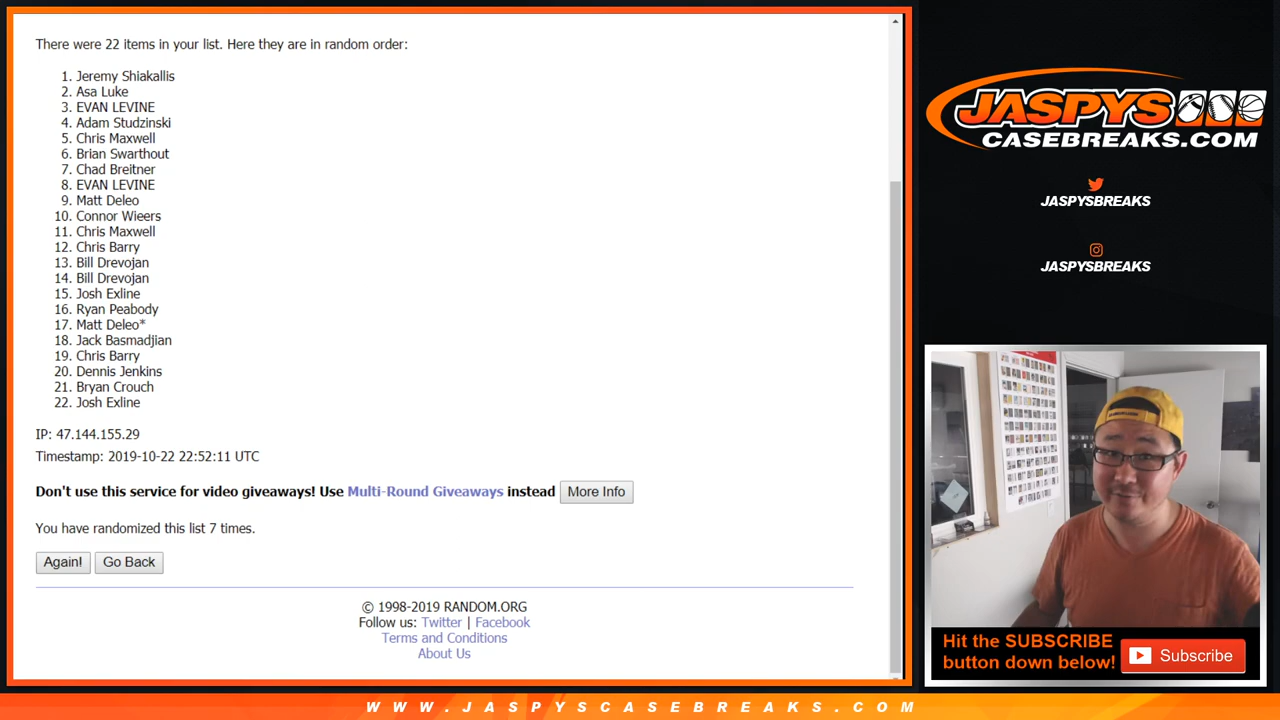 There were 22 items in your list. Here they are in random order:
1. Jeremy Shiakallis
2. Asa Luke
3. EVAN LEVINE
4. Adam Studzinski
5. Chris Maxwell
6. Brian Swarthout
7. Chad Breitner
8. EVAN LEVINE
9. Matt Deleo
10. Connor Wieers
11. Chris Maxwell
12. Chris Barry
13. Bill Drevojan
14. Bill Drevojan
15. Josh Exline
16. Ryan Peabody
17. Matt Deleo*
18. Jack Basmadjian
19. Chris Barry
20. Dennis Jenkins
21. Bryan Crouch
22. Josh Exline
IP: 47.144.155.29
Timestamp: 2019-10-22 22:52:11 UTC
Don't use this service for video giveaways! Use Multi-Round Giveaways instead More Info
You have randomized this list 7 times.
Again! Go Back
© 1998-2019 RANDOM.ORG
Follow us: Twitter | Facebook
Terms and Conditions
About Us
JASPYS
CASEBREAKS.COM
JASPYSBREAKS
JASPYSBREAKS
Hit the SUBSCRIBE
button down below!
Subscribe
WWW.JASPYSCASEBREAKS.COM